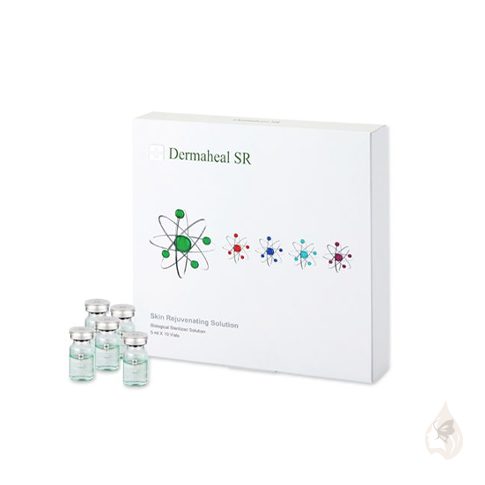 Dermaheal SR
Skin Rejuvenating Solution
Biological Sterilized Solution
5 ml X 10 Vials